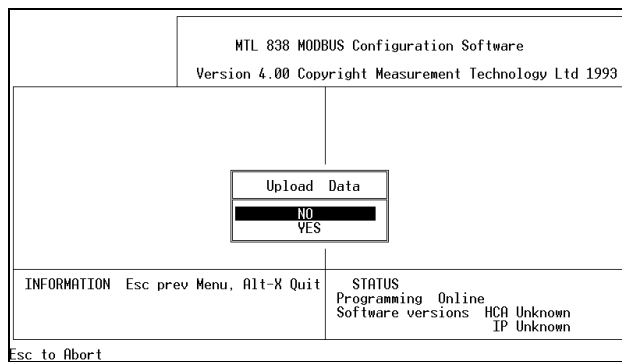 MTL 838 MODBUS Configuration Software
Version 4.00 Copyright Measurement Technology Ltd 1993
Upload Data
NO
YES
INFORMATION Esc prev Menu, Alt-X Quit
STATUS
Programming Online
Software versions HCA Unknown
IP Unknown
Esc to Abort